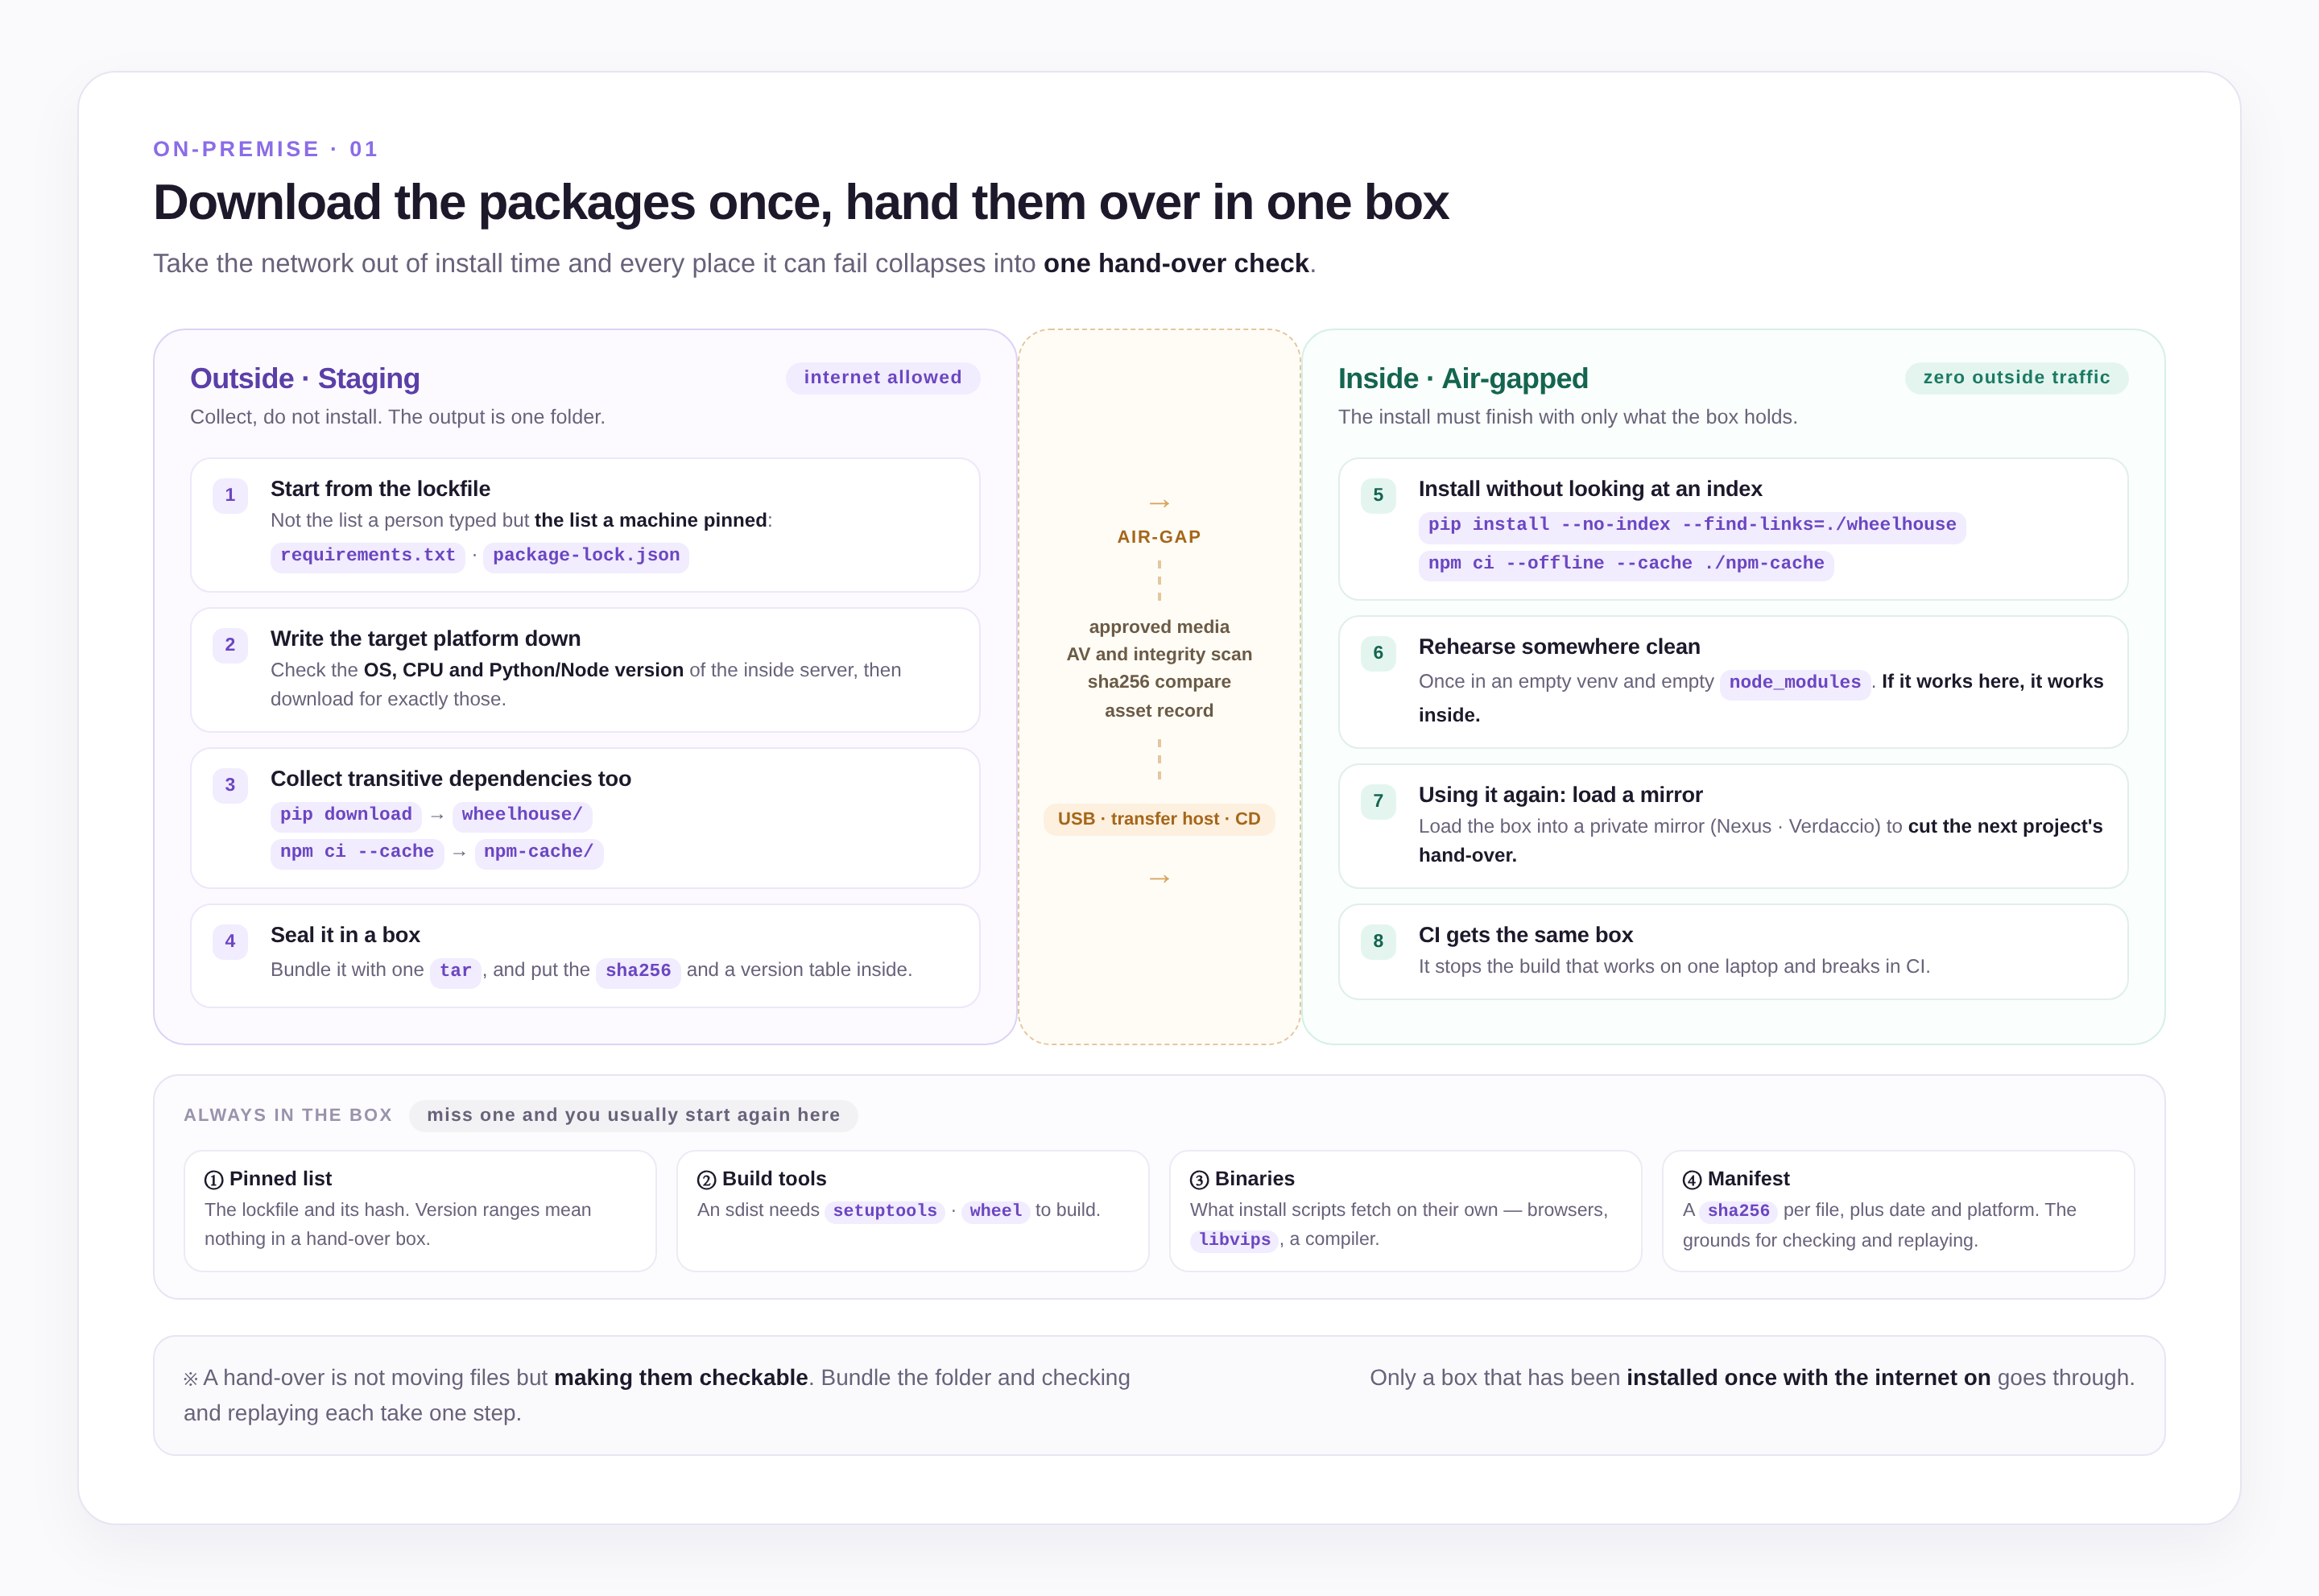 ON-PREMISE · 01
Download the packages once, hand them over in one box
Take the network out of install time and every place it can fail collapses into one hand-over check.
Outside · Staging
internet allowed
Collect, do not install. The output is one folder.
1
Start from the lockfile
Not the list a person typed but the list a machine pinned:
requirements.txt · package-lock.json
2
Write the target platform down
Check the OS, CPU and Python/Node version of the inside server, then
download for exactly those.
3
Collect transitive dependencies too
pip download → wheelhouse/
npm ci --cache → npm-cache/
4
Seal it in a box
Bundle it with one tar, and put the sha256 and a version table inside.
→
AIR-GAP
approved media
AV and integrity scan
sha256 compare
asset record
USB · transfer host · CD
→
Inside · Air-gapped
zero outside traffic
The install must finish with only what the box holds.
5
Install without looking at an index
pip install --no-index --find-links=./wheelhouse
npm ci --offline --cache ./npm-cache
6
Rehearse somewhere clean
Once in an empty venv and empty node_modules. If it works here, it works
inside.
7
Using it again: load a mirror
Load the box into a private mirror (Nexus · Verdaccio) to cut the next project's
hand-over.
8
CI gets the same box
It stops the build that works on one laptop and breaks in CI.
ALWAYS IN THE BOX
miss one and you usually start again here
① Pinned list
The lockfile and its hash. Version ranges mean
nothing in a hand-over box.
② Build tools
An sdist needs setuptools · wheel to build.
③ Binaries
What install scripts fetch on their own — browsers,
libvips, a compiler.
④ Manifest
A sha256 per file, plus date and platform. The
grounds for checking and replaying.
※ A hand-over is not moving files but making them checkable. Bundle the folder and checking
and replaying each take one step.
Only a box that has been installed once with the internet on goes through.